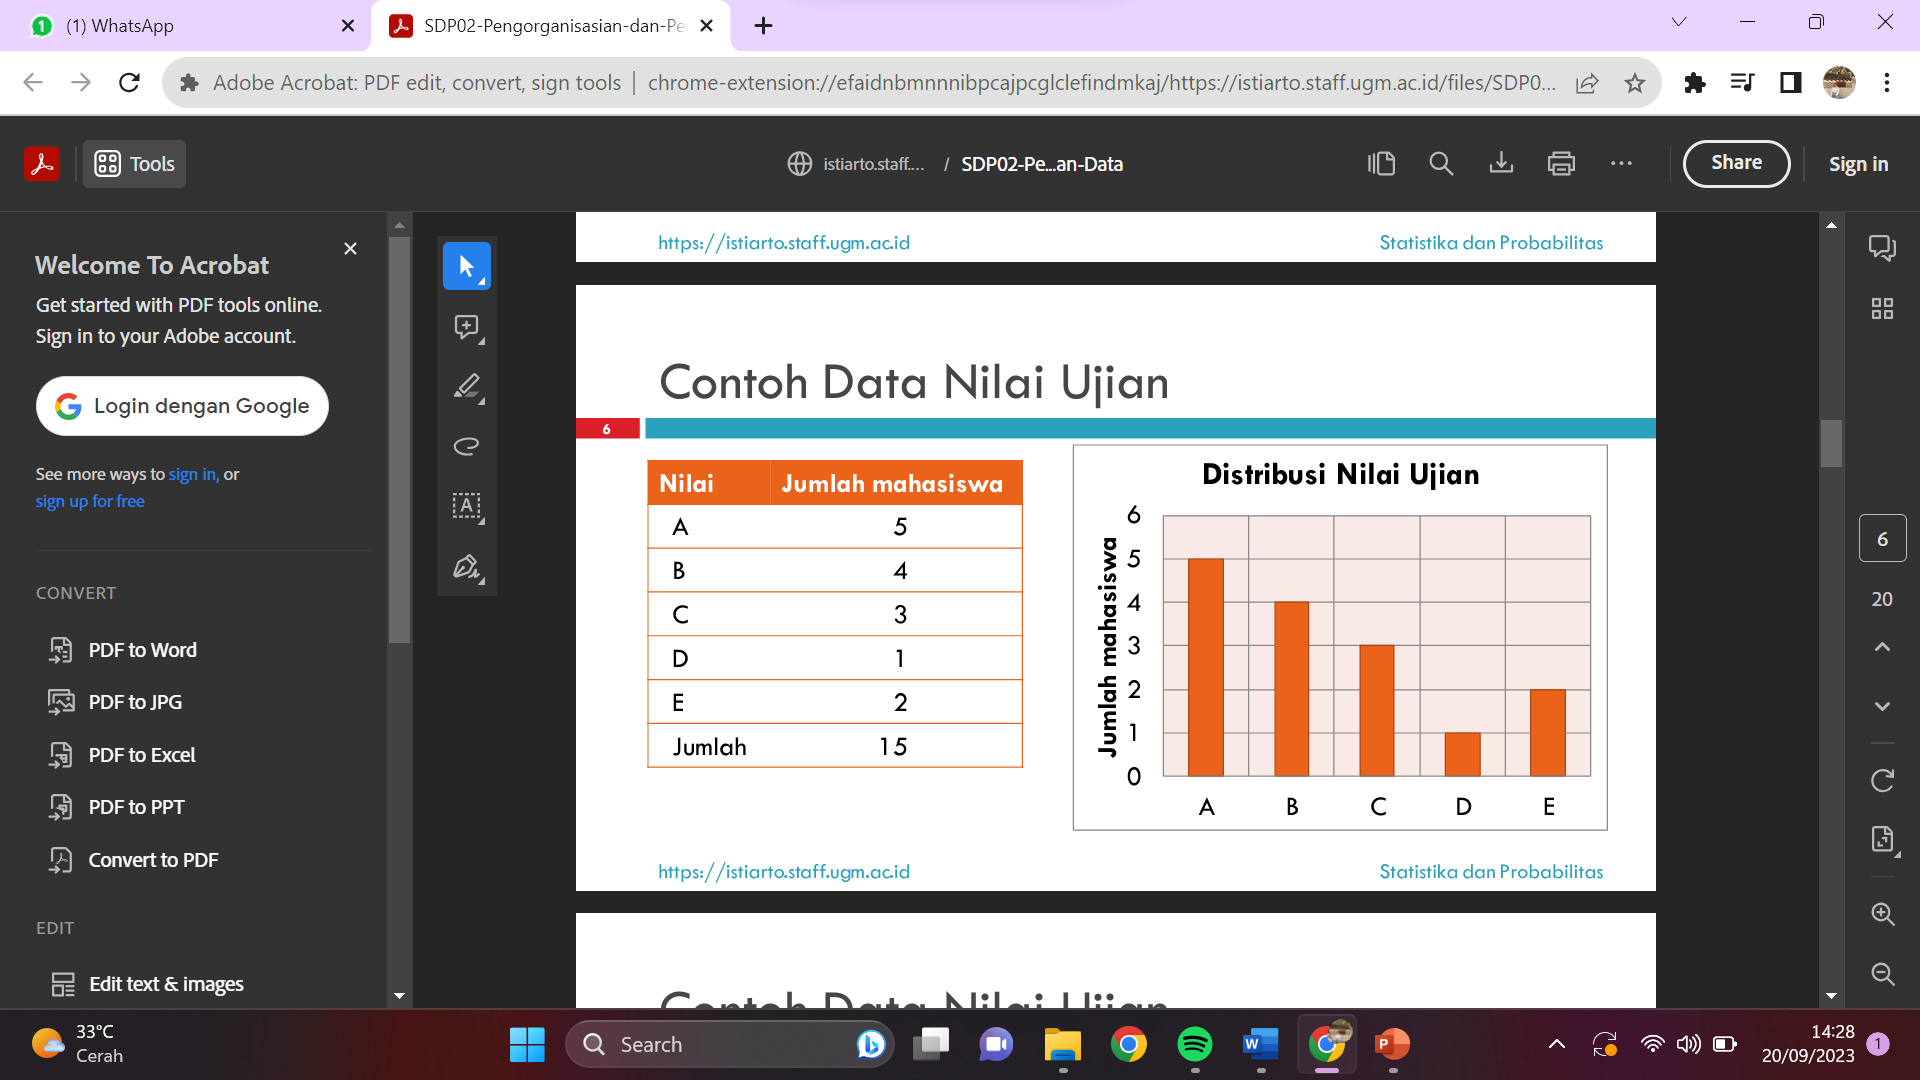 1 (1) WhatsApp
SDP02-Pengorganisasian-dan-Pe
Adobe Acrobat: PDF edit, convert, sign tools | chrome-extension://efaidnbmnnnibpcajpcglclefindmkaj/https://istiarto.staff.ugm.ac.id/files/SDP0...
Tools
istiarto.staff.... / SDP02-Pe...an-Data
Share
Sign in
Welcome To Acrobat
Get started with PDF tools online.
Sign in to your Adobe account.
Login dengan Google
See more ways to sign in, or
sign up for free
CONVERT
PDF to Word
PDF to JPG
PDF to Excel
PDF to PPT
Convert to PDF
EDIT
Edit text & images
A
https://istiarto.staff.ugm.ac.id Statistika dan Probabilitas
Contoh Data Nilai Ujian
6
Nilai Jumlah mahasiswa
A 5
B 4
C 3
D 1
E 2
Jumlah 15
Distribusi Nilai Ujian
Jumlah mahasiswa
6
5
4
3
2
1
0
A B C D E
https://istiarto.staff.ugm.ac.id Statistika dan Probabilitas
Contoh Data Nilai Ujian
6
20
33°C
Cerah
Search
W
P
14:28
20/09/2023
1